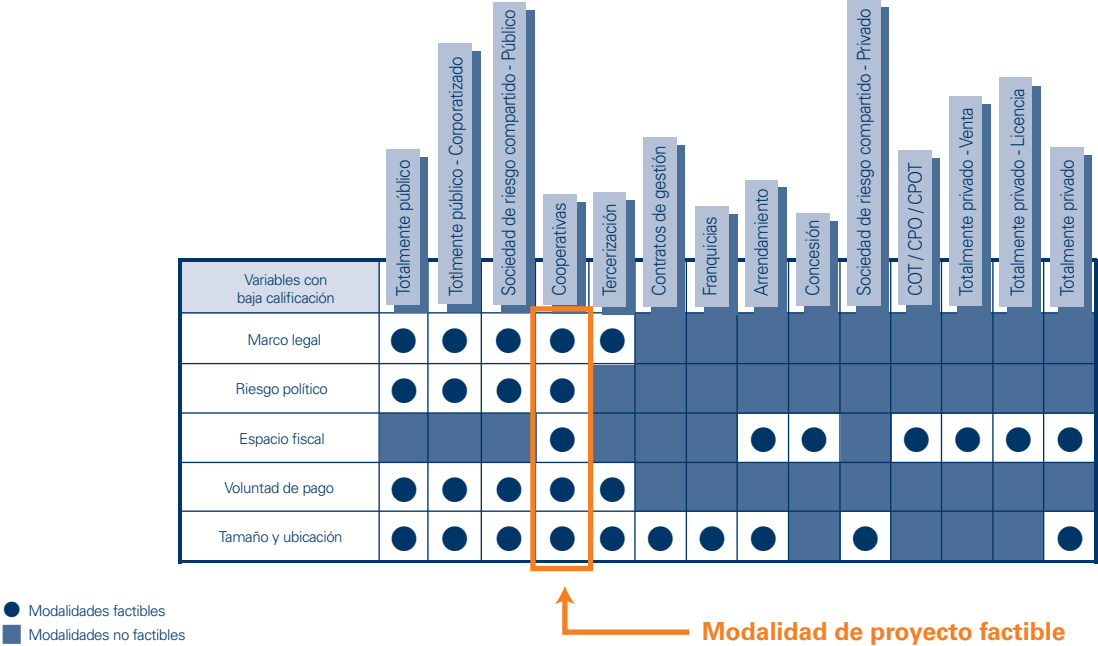 Totalmente público
Totlmente público - Corporatizado
Sociedad de riesgo compartido - Público
Cooperativas
Tercerización
Contratos de gestión
Franquicias
Arrendamiento
Concesión
Sociedad de riesgo compartido - Privado
COT / CPO / CPOT
Totalmente privado - Venta
Totalmente privado - Licencia
Totalmente privado
Variables con
baja calificación
Marco legal
Riesgo político
Espacio fiscal
Voluntad de pago
Tamaño y ubicación
Modalidades factibles
Modalidades no factibles
Modalidad de proyecto factible